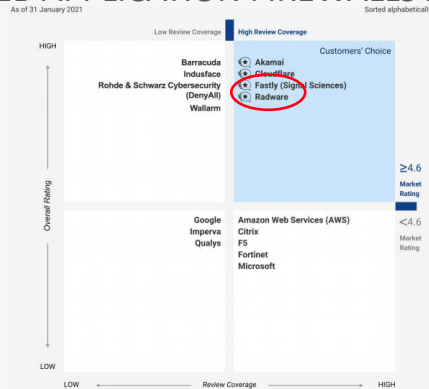 As of 31 January 2021
Sorted alphabetically
Low Review Coverage
High Review Coverage
HIGH
Customers' Choice
Barracuda
Indusface
Rohde & Schwarz Cybersecurity
(DenyAll)
Wallarm
Akamai
Cloudflare
Fastly (Signal Sciences)
Radware
≥4.6
Market
Rating
Overall Rating
<4.6
Market
Rating
Google
Imperva
Qualys
Amazon Web Services (AWS)
Citrix
F5
Fortinet
Microsoft
LOW
LOW
Review Coverage
HIGH